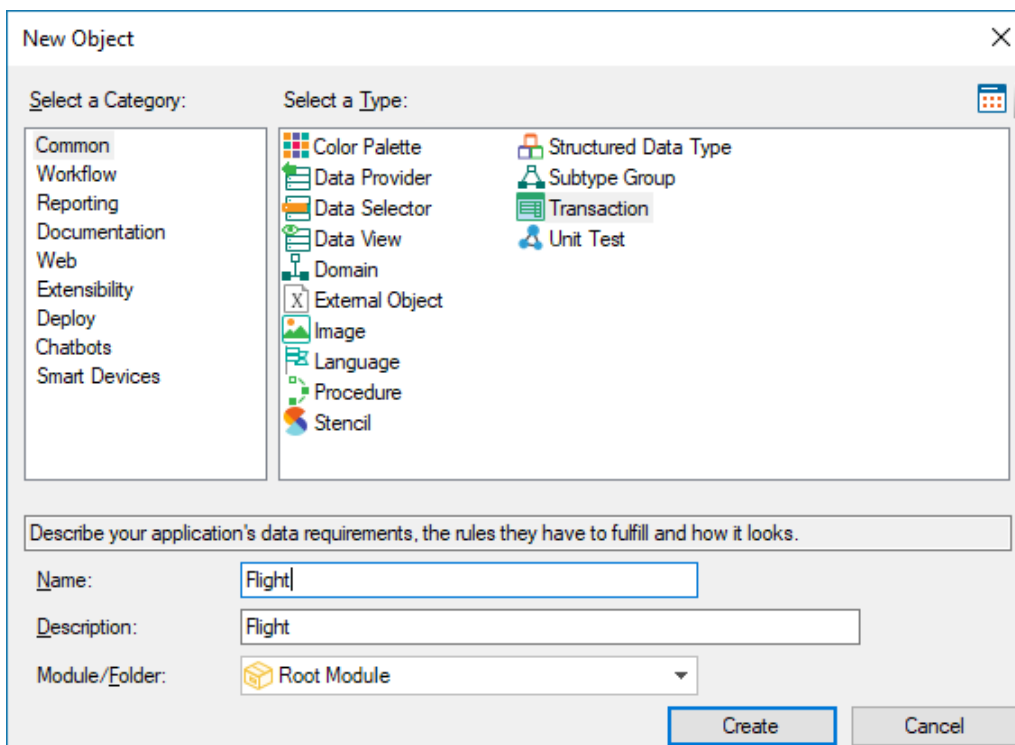 New Object
Select a Category:
Select a Type:
Common
Workflow
Reporting
Documentation
Web
Extensibility
Deploy
Chatbots
Smart Devices
Color Palette
Data Provider
Data Selector
Data View
Domain
External Object
Image
Language
Procedure
Stencil
Structured Data Type
Subtype Group
Transaction
Unit Test
Describe your application's data requirements, the rules they have to fulfill and how it looks.
Name:
Flight
Description:
Flight
Module/Folder:
Root Module
Create
Cancel